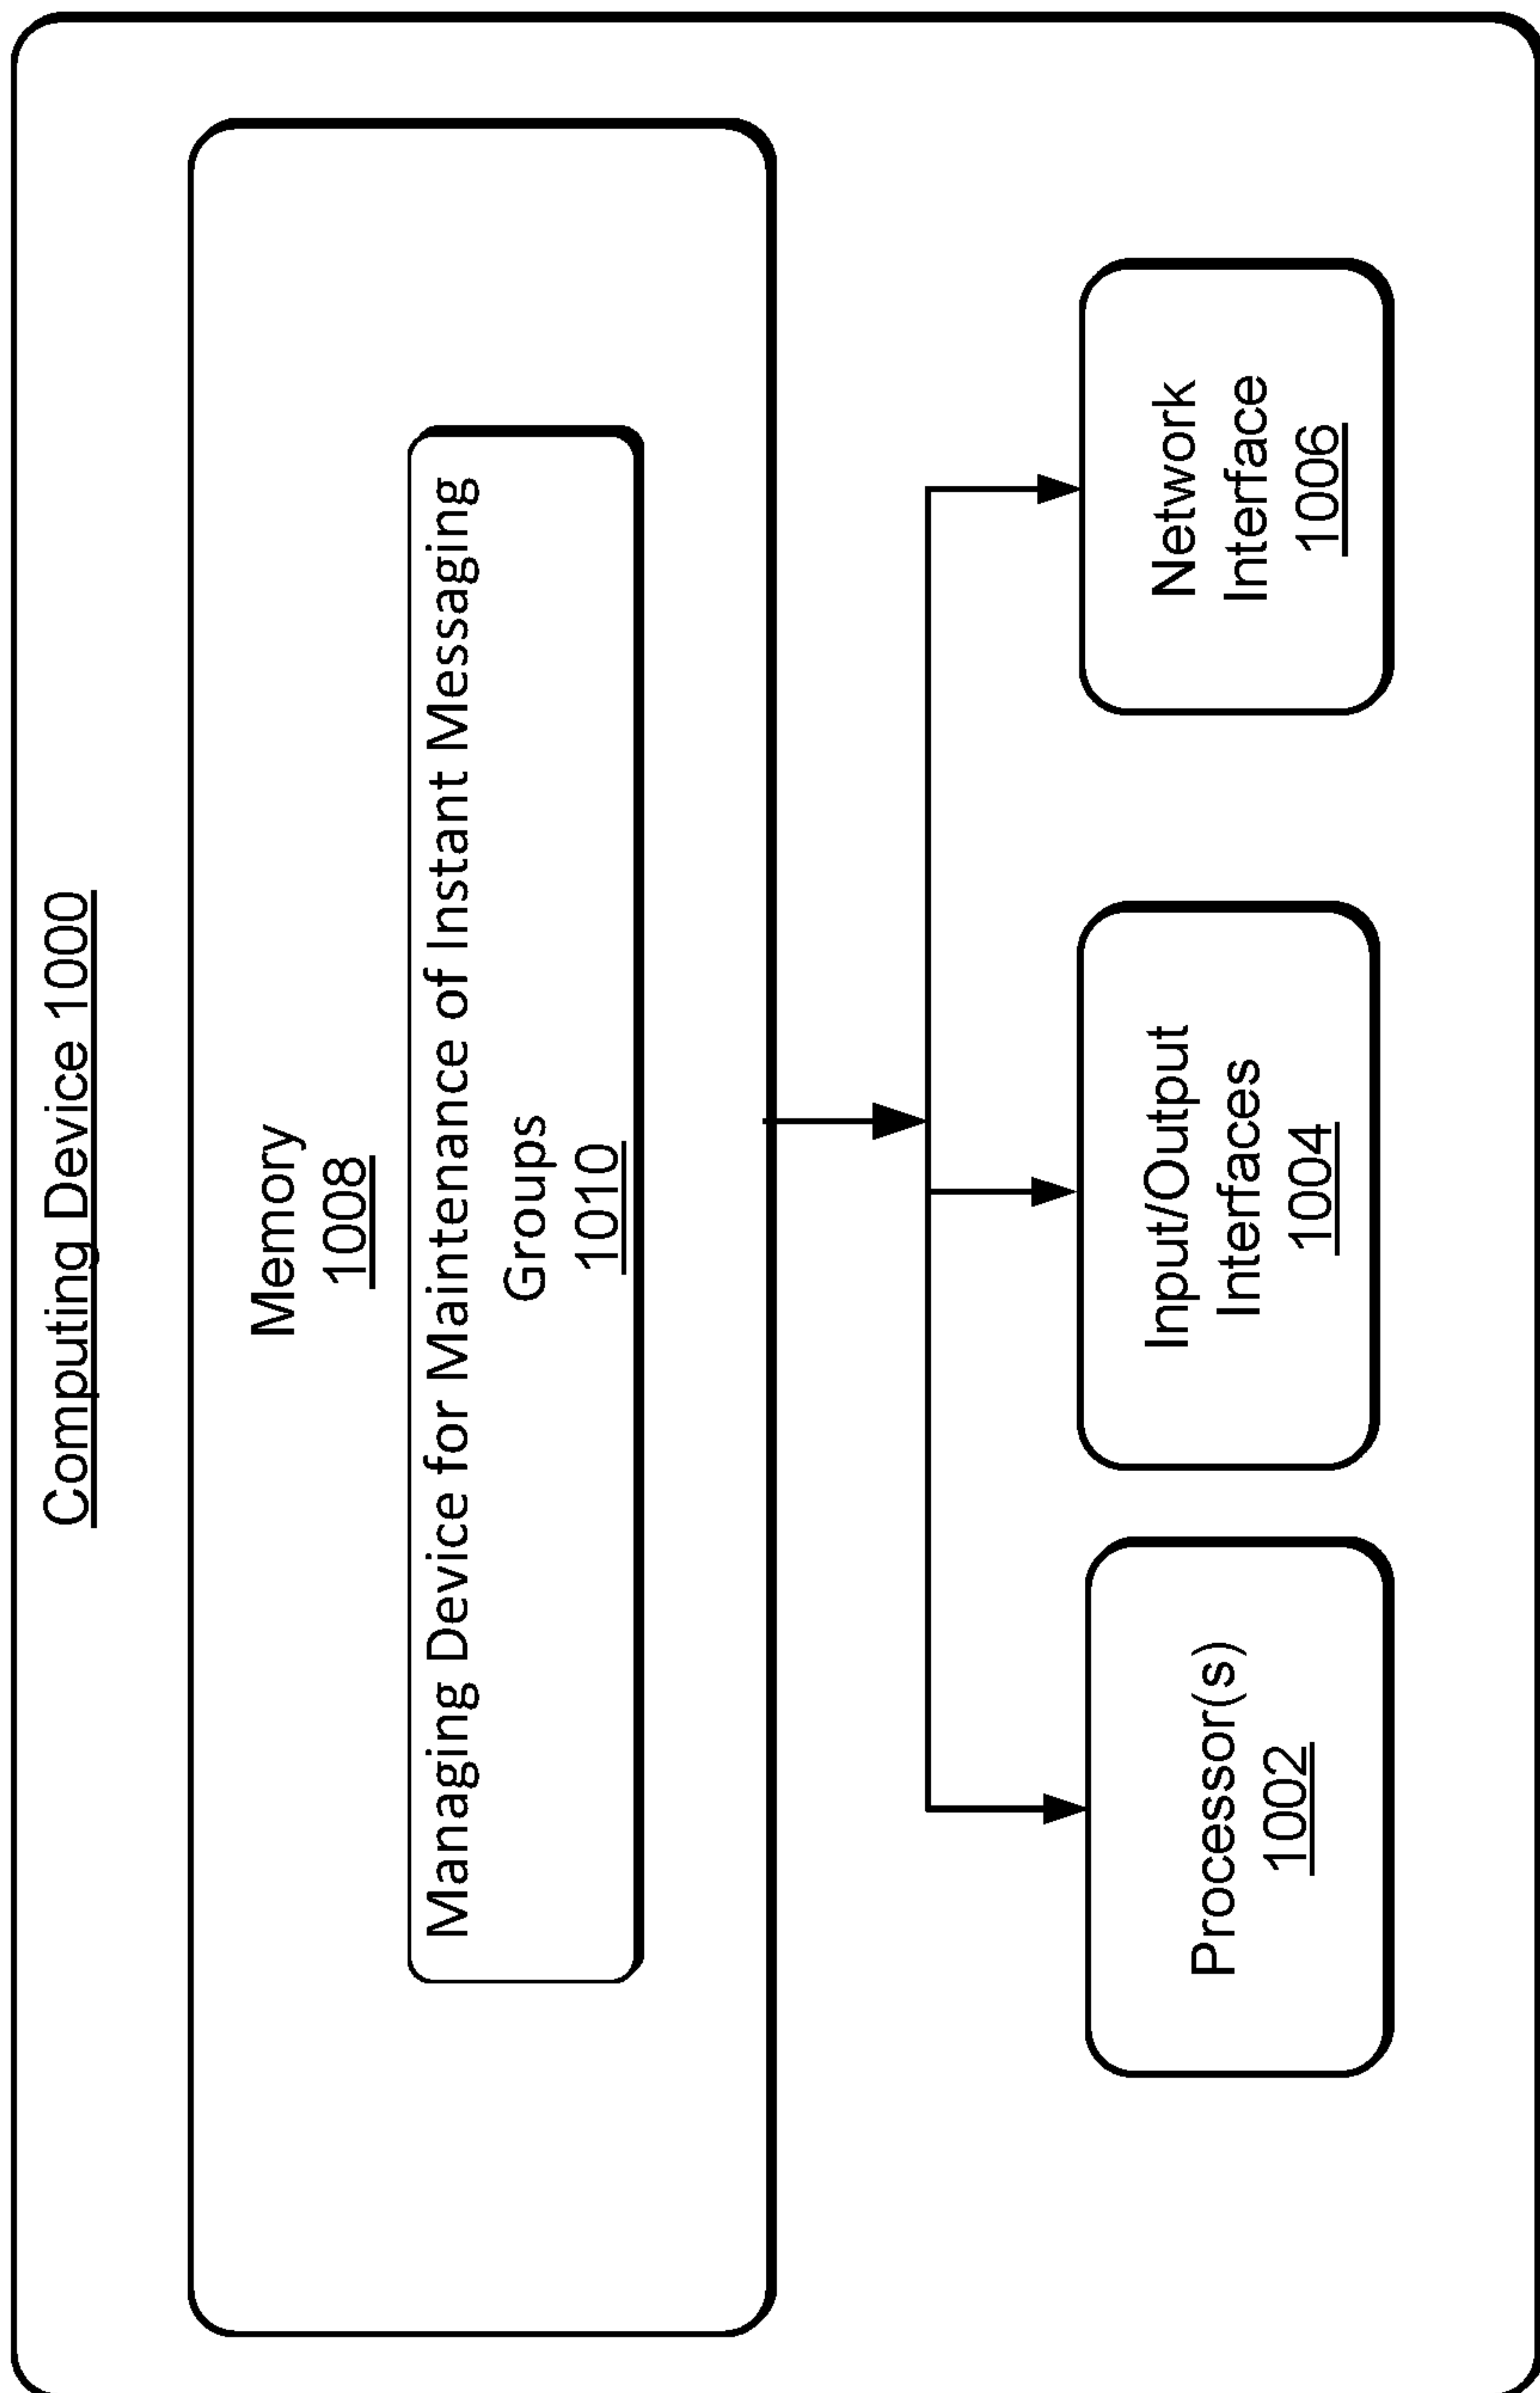 Computing Device 1000
Memory
1008
Managing Device for Maintenance of Instant Messaging
Groups
1010
Processor(s)
1002
Input/Output
Interfaces
1004
Network
Interface
1006